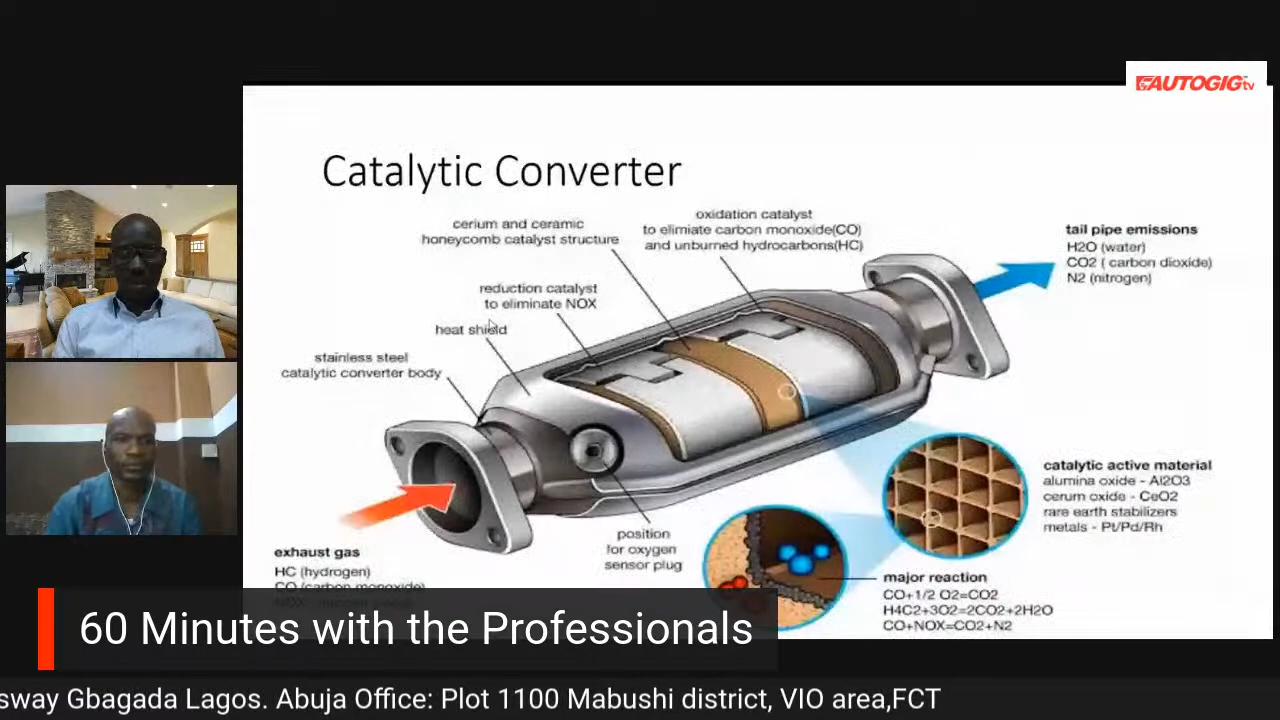 AUTOGIGtv
Catalytic Converter
cerium and ceramic
honeycomb catalyst structure
oxidation catalyst
to elimiate carbon monoxide(CO)
and unburned hydrocarbons(HC)
tail pipe emissions
H2O (water)
CO2 ( carbon dioxide)
N2 (nitrogen)
reduction catalyst
to eliminate NOX
heat shield
stainless steel
catalytic converter body
catalytic active material
alumina oxide - Al2O3
cerum oxide - CeO2
rare earth stabilizers
metals - Pt/Pd/Rh
position
for oxygen
sensor plug
exhaust gas
HC (hydrogen)
CO (carbon monoxide)
major reaction
CO+1/2 O2=CO2
H4C2+3O2=2CO2+2H2O
CO+NOX=CO2+N2
60 Minutes with the Professionals
sway Gbagada Lagos. Abuja Office: Plot 1100 Mabushi district, VIO area,FCT